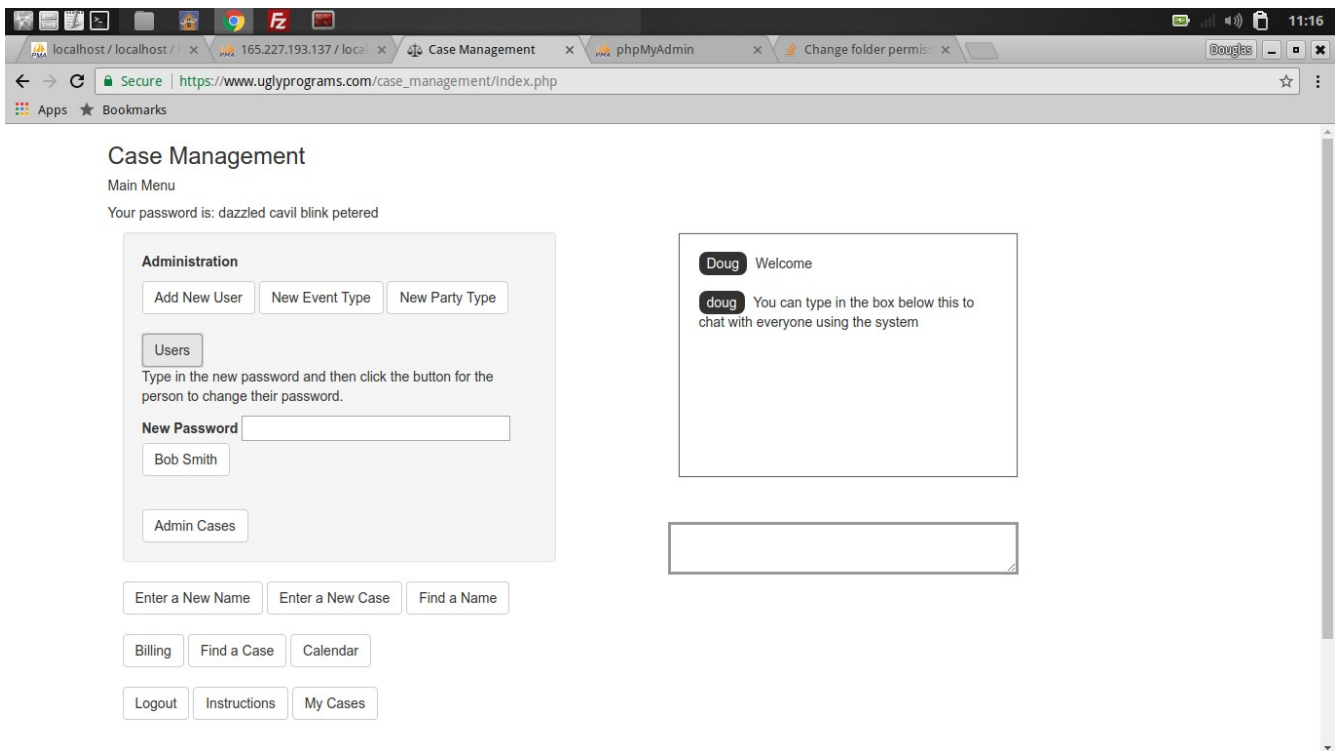 11:16
localhost / localhost /
165.227.193.137 / local
Case Management
phpMyAdmin
Change folder permiss
Douglas
Secure | https://www.uglyprograms.com/case_management/index.php
Apps Bookmarks
Case Management
Main Menu
Your password is: dazzled cavil blink petered
Administration
Add New User New Event Type New Party Type
Users
Type in the new password and then click the button for the
person to change their password.
New Password
Bob Smith
Admin Cases
Enter a New Name Enter a New Case Find a Name
Billing Find a Case Calendar
Logout Instructions My Cases
Doug Welcome
doug You can type in the box below this to
chat with everyone using the system